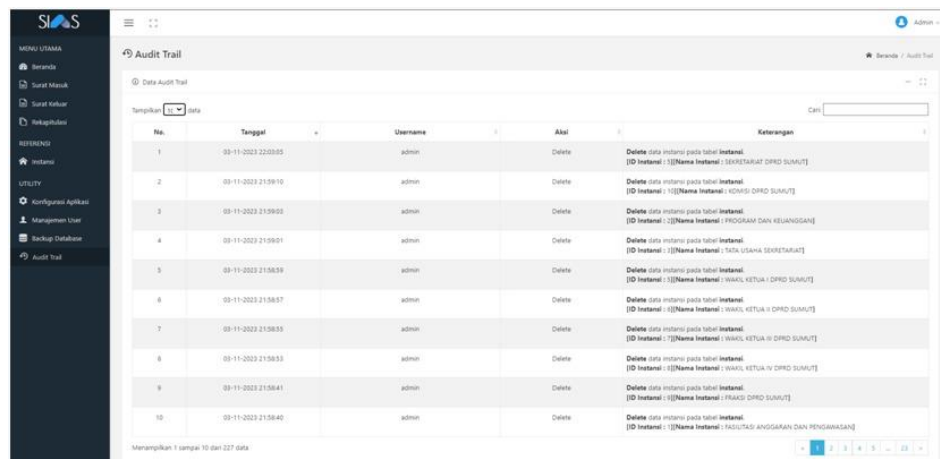 SIMAS
Admin
MENU UTAMA
Beranda
Surat Masuk
Surat Keluar
Rekapitulasi
REFERENSI
Instansi
UTILITY
Konfigurasi Aplikasi
Manajemen User
Backup Database
Audit Trail
Audit Trail
Beranda / Audit Trail
Data Audit Trail
Tampilkan data
Cari:
No. Tanggal Username Aksi Keterangan
1 03-11-2023 22:03:05 admin Delete Delete data instansi pada tabel instansi.
[ID Instansi : ][Nama Instansi : SEKRETARIAT DPRD SUMUT]
2 03-11-2023 21:59:10 admin Delete Delete data instansi pada tabel instansi.
[ID Instansi : 10][Nama Instansi : KOMISI DPRD SUMUT]
3 03-11-2023 21:59:03 admin Delete Delete data instansi pada tabel instansi.
[ID Instansi : 2][Nama Instansi : PROGRAM DAN KEUANGGAN]
4 03-11-2023 21:59:01 admin Delete Delete data instansi pada tabel instansi.
[ID Instansi : 3][Nama Instansi : TATA USAHA SEKRETARIAT]
5 03-11-2023 21:58:59 admin Delete Delete data instansi pada tabel instansi.
[ID Instansi : ][Nama Instansi : WAKIL KETUA I DPRD SUMUT]
6 03-11-2023 21:58:57 admin Delete Delete data instansi pada tabel instansi.
[ID Instansi : ][Nama Instansi : WAKIL KETUA II DPRD SUMUT]
7 03-11-2023 21:58:55 admin Delete Delete data instansi pada tabel instansi.
[ID Instansi : 7][Nama Instansi : WAKIL KETUA III DPRD SUMUT]
8 03-11-2023 21:58:53 admin Delete Delete data instansi pada tabel instansi.
[ID Instansi : 8][Nama Instansi : WAKIL KETUA IV DPRD SUMUT]
9 03-11-2023 21:58:41 admin Delete Delete data instansi pada tabel instansi.
[ID Instansi : 9][Nama Instansi : FRAKSI DPRD SUMUT]
10 03-11-2023 21:58:40 admin Delete Delete data instansi pada tabel instansi.
[ID Instansi : 1][Nama Instansi : FASILITASI ANGGARAN DAN PENGAWASAN]
Menampilkan 1 sampai 10 dari 227 data
1 2 3 4 5 ... 23